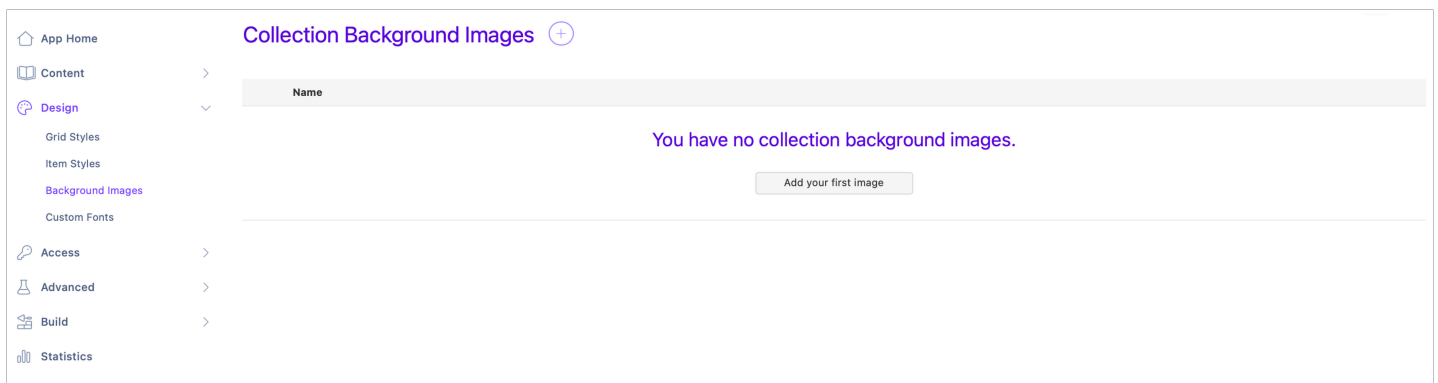 App Home
Content
Design
Grid Styles
Item Styles
Background Images
Custom Fonts
Access
Advanced
Build
Statistics
Collection Background Images
Name
You have no collection background images.
Add your first image